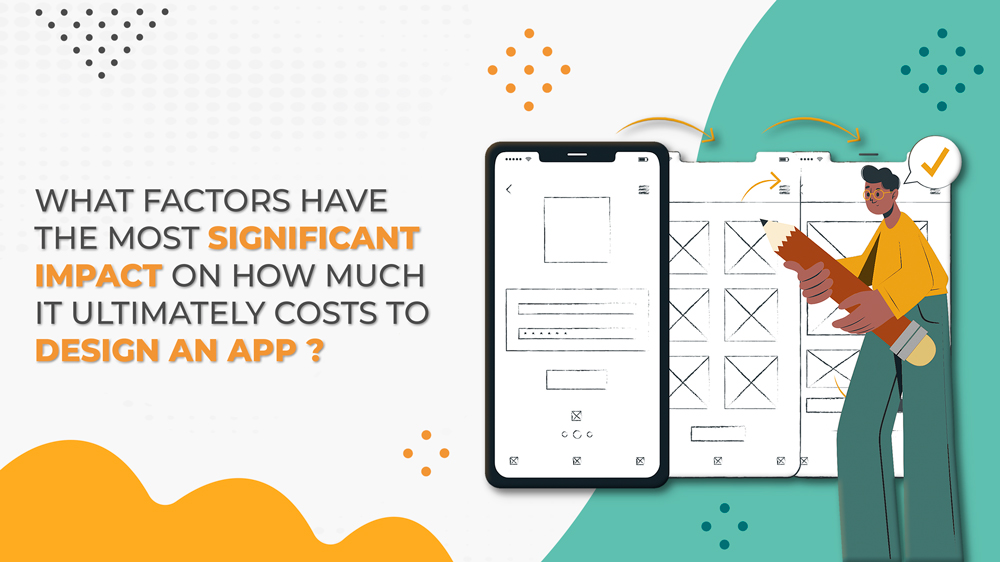 WHAT FACTORS HAVE
THE MOST SIGNIFICANT
IMPACT ON HOW MUCH
IT ULTIMATELY COSTS TO
DESIGN AN APP ?